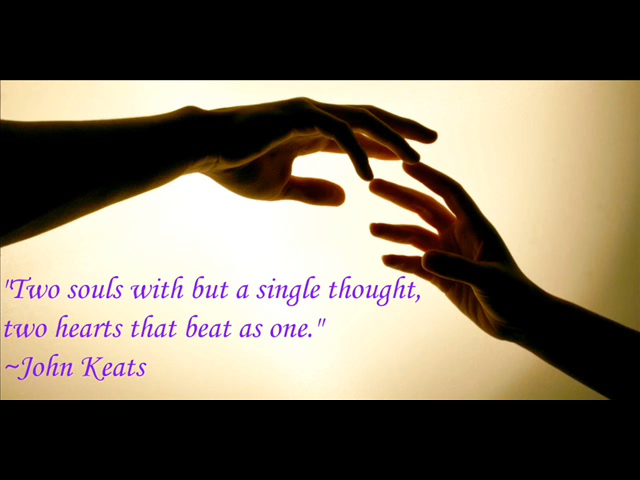 "Two souls with but a single thought,
two hearts that beat as one."
~John Keats